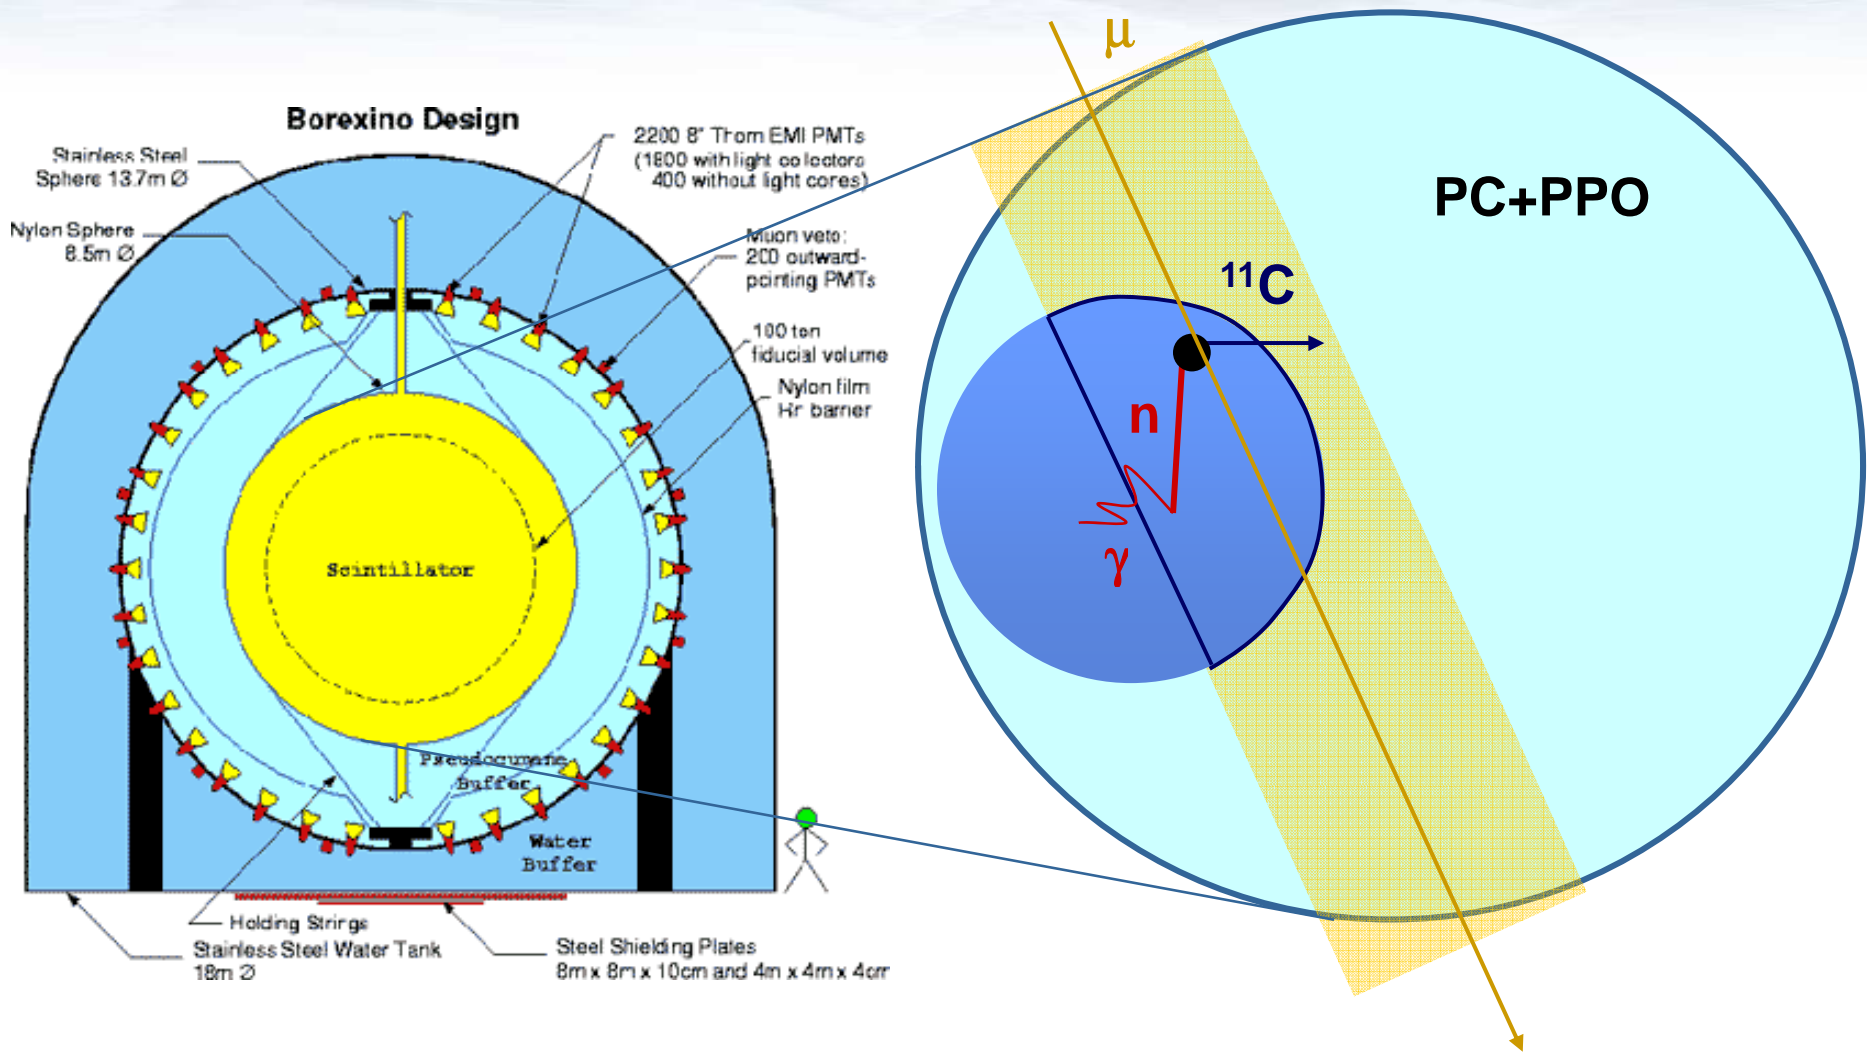 Borexino Design
Stainless Steel
Sphere 13.7m Ø
Nylon Sphere
8.5m Ø
2200 8" Thorn EMI PMTs
(1800 with light collectors
400 without light cones)
Muon veto:
200 outward-
pointing PMTs
100 ton
fiducial volume
Nylon film
Rn barrier
Scintillator
Pseudocumene
Buffer
Water
Buffer
Holding Strings
Stainless Steel Water Tank
18m Ø
Steel Shielding Plates
8m x 8m x 10cm and 4m x 4m x 4cm
μ
PC+PPO
¹¹C
n
γ